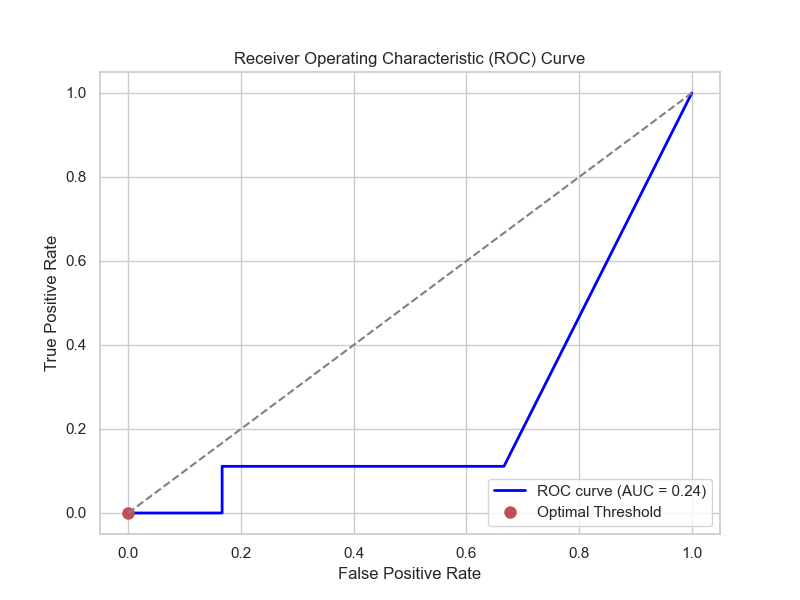 Receiver Operating Characteristic (ROC) Curve
True Positive Rate
1.0
0.8
0.6
0.4
0.2
0.0
ROC curve (AUC = 0.24)
Optimal Threshold
0.0 0.2 0.4 0.6 0.8 1.0
False Positive Rate